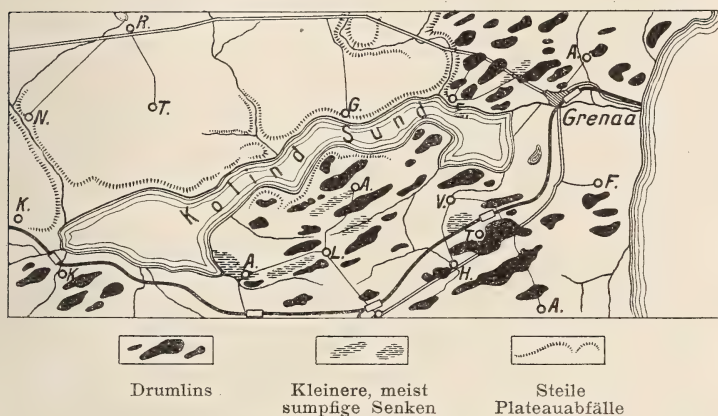 R.
A.
N.
T.
G.
E.
Grenaa
Kolind Sund
K.
A.
V.
F.
T.
K.
A.
L.
H.
A.
Drumlins
Kleinere, meist
sumpfige Senken
Steile
Plateauabfälle